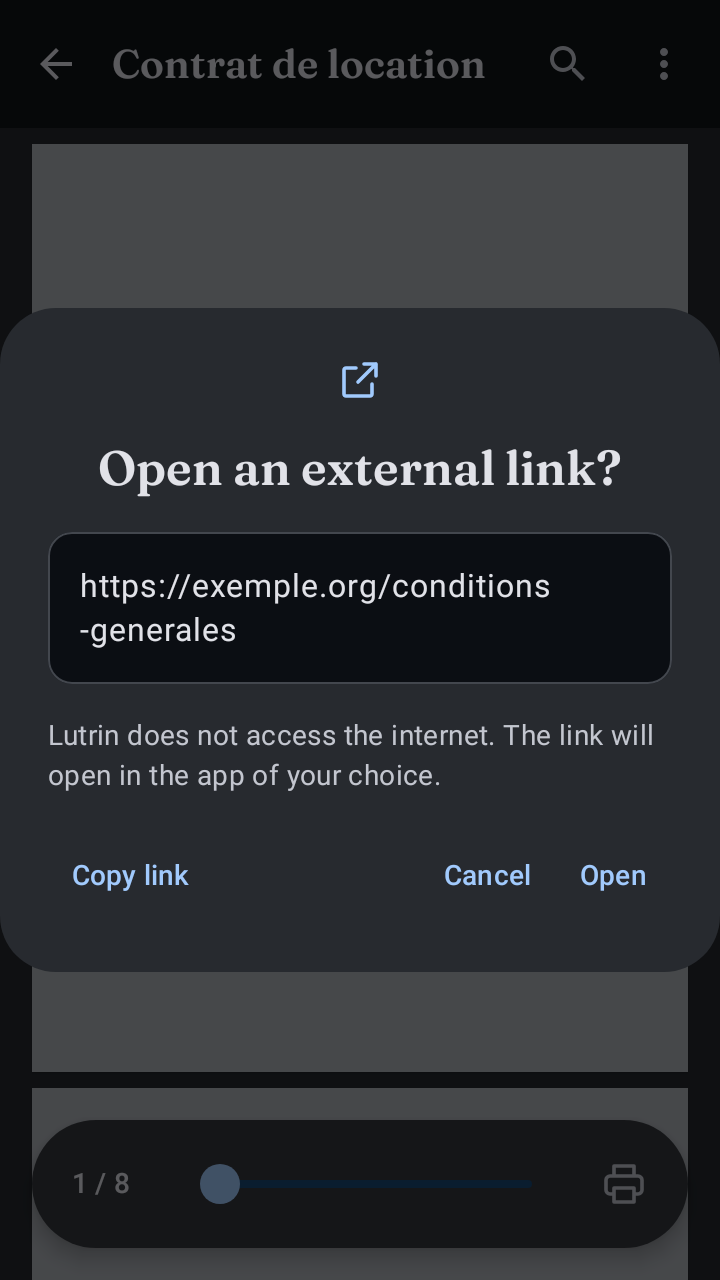 Contrat de location
Open an external link?
https://exemple.org/conditions
-generales
Lutrin does not access the internet. The link will
open in the app of your choice.
Copy link
Cancel
Open
1 / 8